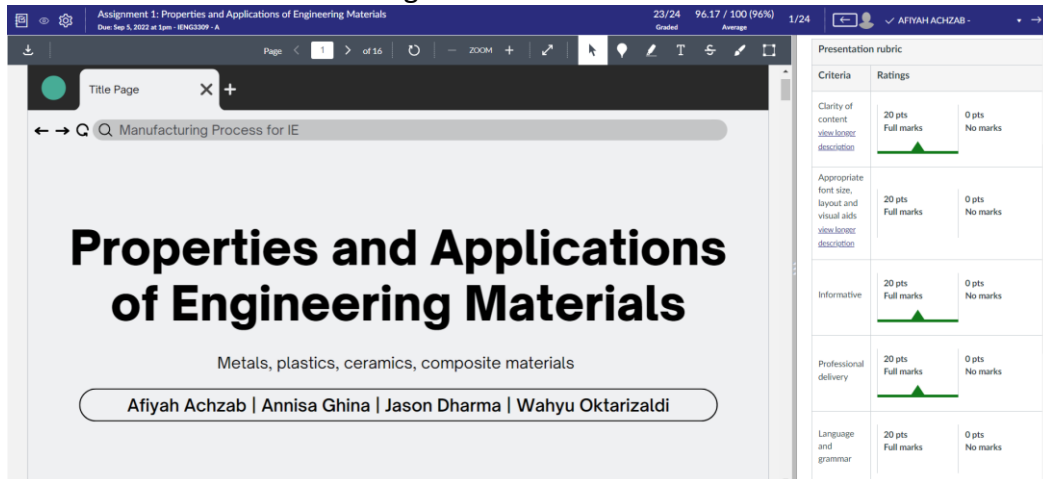 Assignment 1: Properties and Applications of Engineering Materials
Due: Sep 5, 2022 at 1pm - IENG3309 - A
23/24
Graded
96.17 / 100 (96%)
Average
1/24
AFIYAH ACHZAB -
Page 1 of 16
ZOOM
T
S
Title Page
Manufacturing Process for IE
Properties and Applications
of Engineering Materials
Metals, plastics, ceramics, composite materials
Afiyah Achzab | Annisa Ghina | Jason Dharma | Wahyu Oktarizaldi
Presentation rubric
Criteria Ratings
Clarity of
content
view longer
description
20 pts
Full marks
0 pts
No marks
Appropriate
font size,
layout and
visual aids
view longer
description
20 pts
Full marks
0 pts
No marks
Informative
20 pts
Full marks
0 pts
No marks
Professional
delivery
20 pts
Full marks
0 pts
No marks
Language
and
grammar
20 pts
Full marks
0 pts
No marks